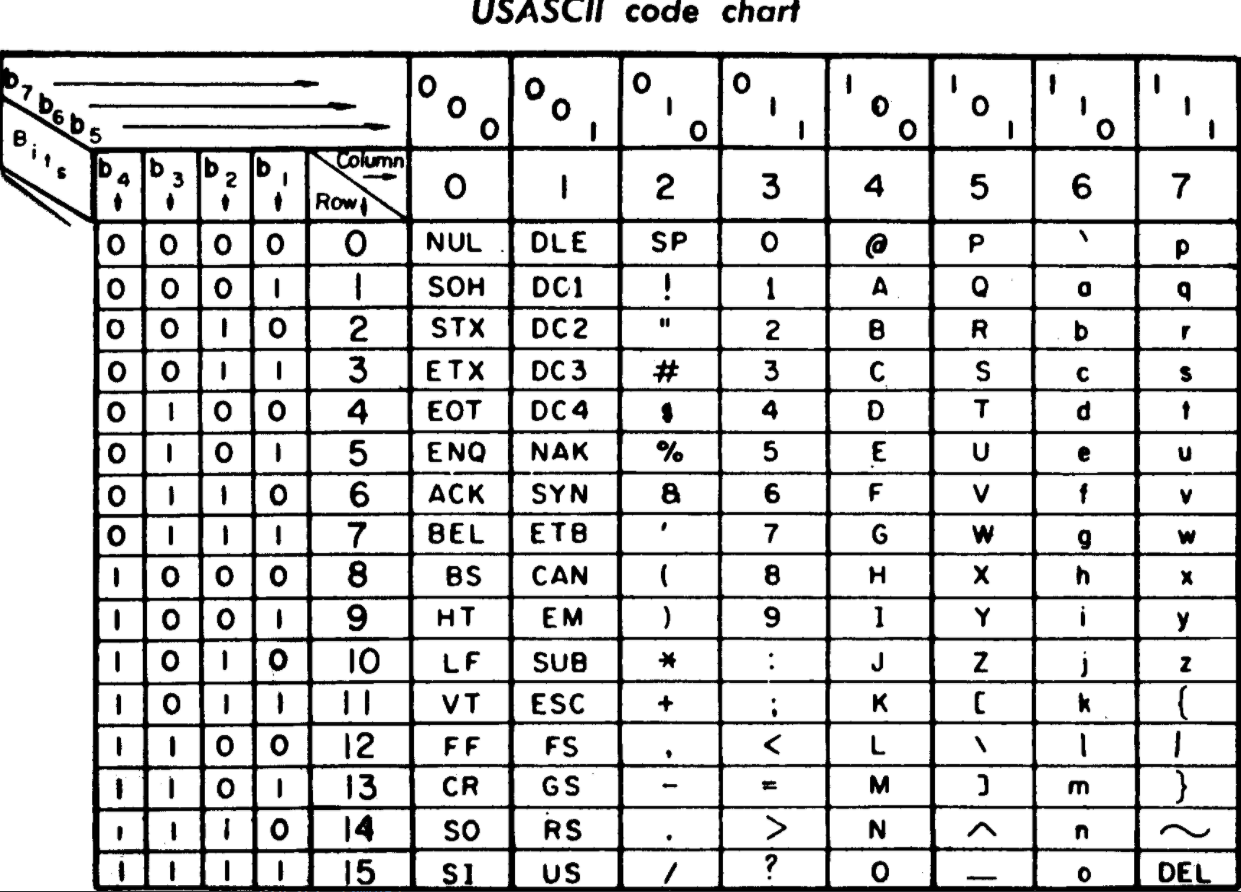 USASCII code chart
b7 b6 b5 0 0 0 0 0 1 0 1 0 0 1 1 1 0 0 1 0 1 1 1 0 1 1 1
Bits b4 b3 b2 b1 Column Row 0 1 2 3 4 5 6 7
0 0 0 0 0 NUL DLE SP 0 @ P ` p
0 0 0 1 1 SOH DC1 ! 1 A Q a q
0 0 1 0 2 STX DC2 " 2 B R b r
0 0 1 1 3 ETX DC3 # 3 C S c s
0 1 0 0 4 EOT DC4 $ 4 D T d t
0 1 0 1 5 ENQ NAK % 5 E U e u
0 1 1 0 6 ACK SYN & 6 F V f v
0 1 1 1 7 BEL ETB ' 7 G W g w
1 0 0 0 8 BS CAN ( 8 H X h x
1 0 0 1 9 HT EM ) 9 I Y i y
1 0 1 0 10 LF SUB * : J Z j z
1 0 1 1 11 VT ESC + ; K [ k {
1 1 0 0 12 FF FS , < L \ l |
1 1 0 1 13 CR GS - = M ] m }
1 1 1 0 14 SO RS . > N ^ n ~
1 1 1 1 15 SI US / ? O _ o DEL